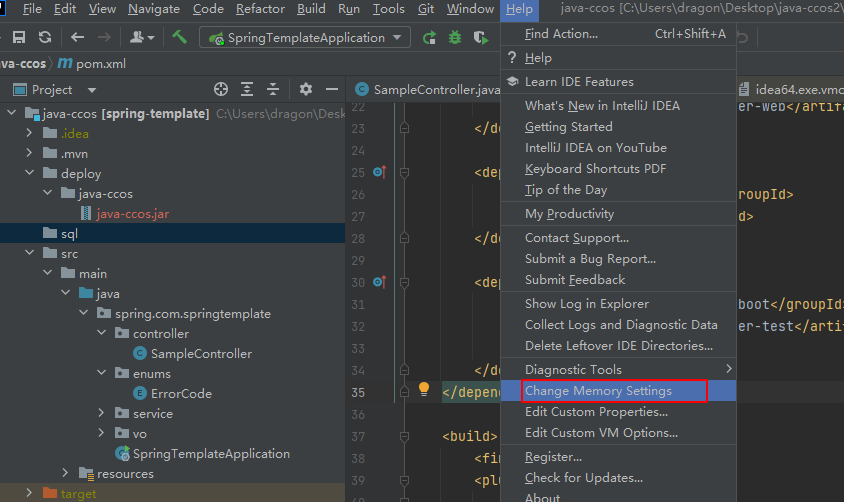 File Edit View Navigate Code Refactor Build Run Tools Git Window Help java-ccos [C:\Users\dragon\Desktop\java-ccos2\
SpringTemplateApplication
va-ccos pom.xml
Project
SampleController.java
idea64.exe.vmo
java-ccos [spring-template] C:\Users\dragon\Desk
.idea
.mvn
deploy
java-ccos
java-ccos.jar
sql
src
main
java
spring.com.springtemplate
controller
SampleController
enums
ErrorCode
service
vo
SpringTemplateApplication
resources
target
22 er-web</artifa
23 </de
24
25 <dep
26 groupId>
27 d>
28 </de
29
30 <dep
31 boot</groupId>
32 er-test</artif
33
34 </de
35 </depend
36
37 <build>
38 <fin
39 <plu
Find Action... Ctrl+Shift+A
Help
Learn IDE Features
What's New in IntelliJ IDEA
Getting Started
IntelliJ IDEA on YouTube
Keyboard Shortcuts PDF
Tip of the Day
My Productivity
Contact Support...
Submit a Bug Report...
Submit Feedback
Show Log in Explorer
Collect Logs and Diagnostic Data
Delete Leftover IDE Directories...
Diagnostic Tools
Change Memory Settings
Edit Custom Properties...
Edit Custom VM Options...
Register...
Check for Updates...
About